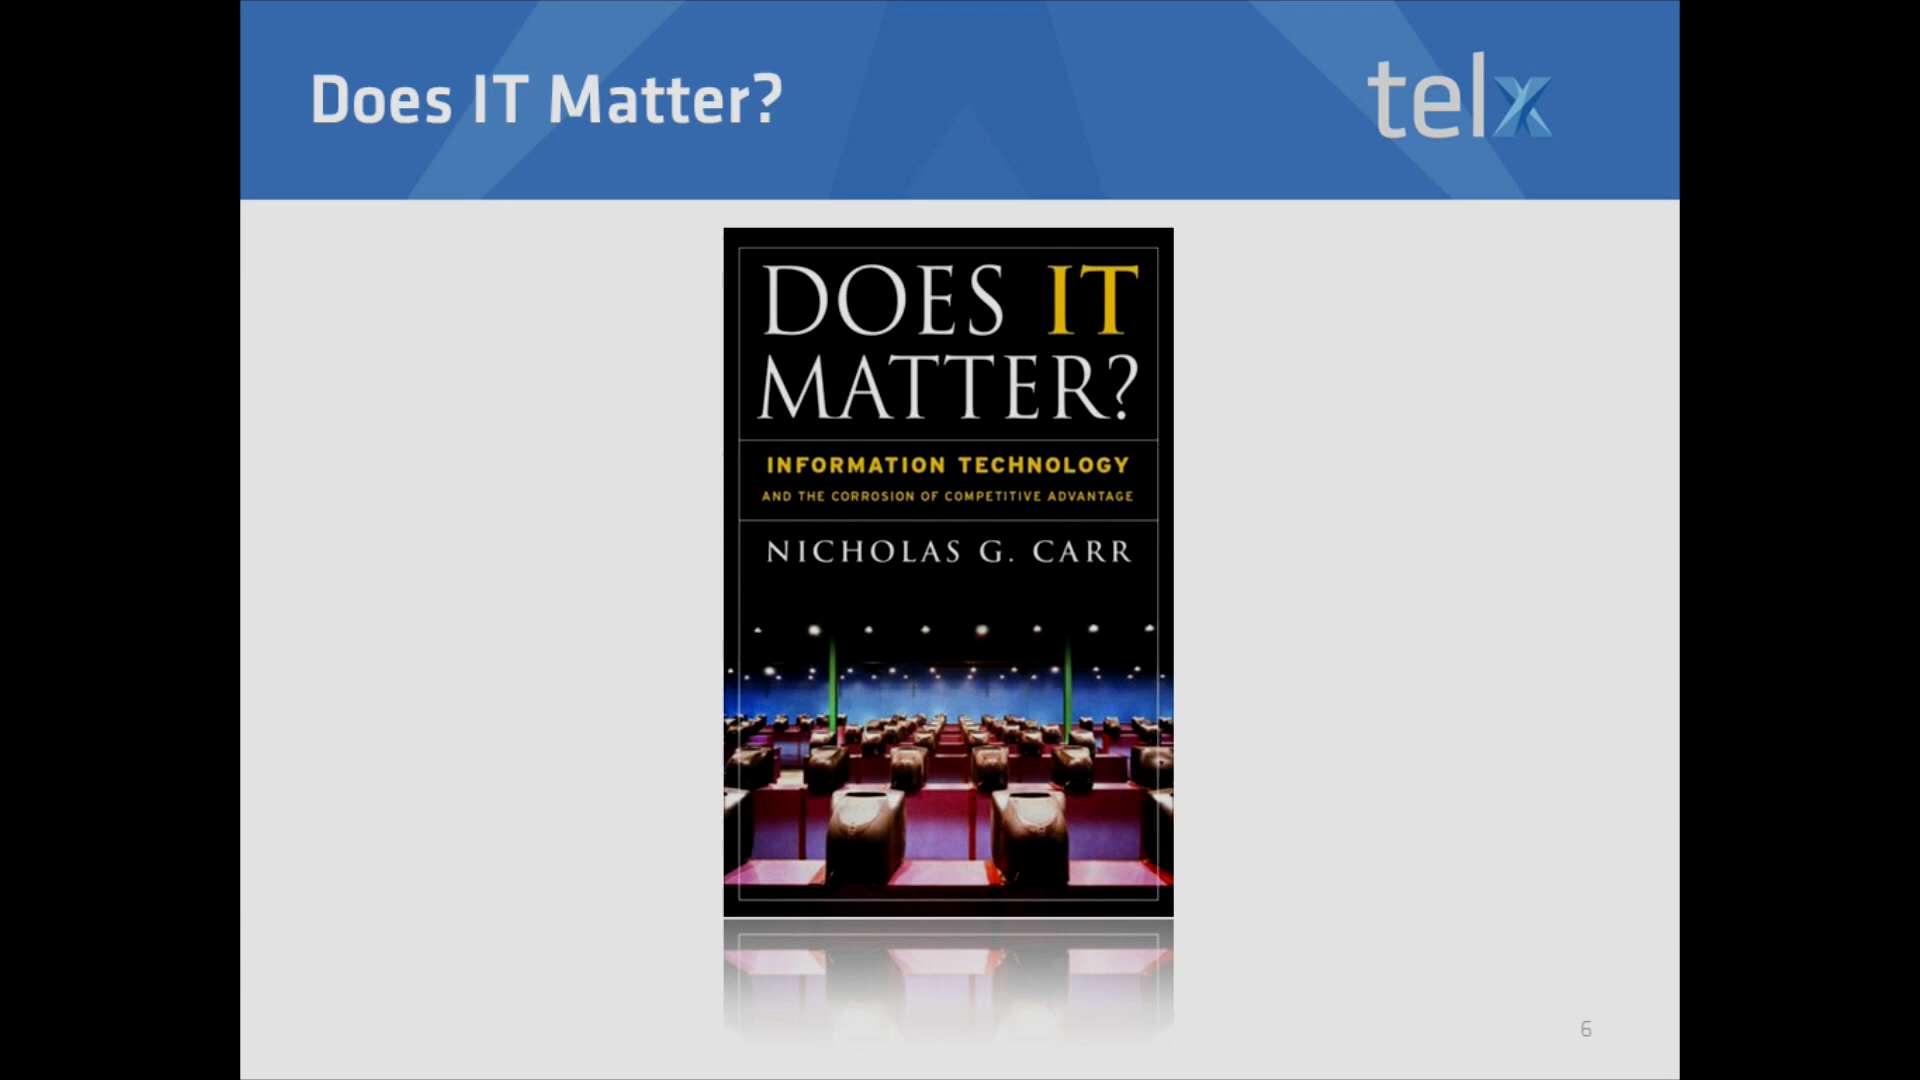 Does IT Matter?
telx
DOES IT
MATTER?
INFORMATION TECHNOLOGY
AND THE CORROSION OF COMPETITIVE ADVANTAGE
NICHOLAS G. CARR
6